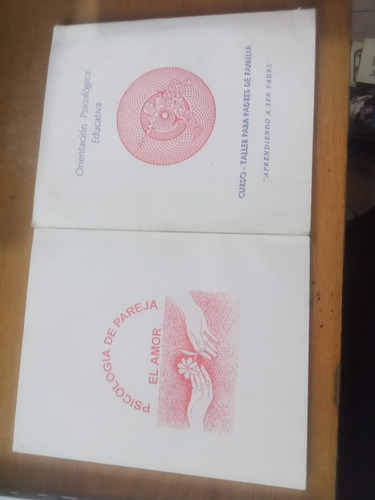 Orientación Psicológica
Educativa
CURSO - TALLER PARA PADRES DE FAMILIA
"APRENDIENDO A SER PADRE"
PSICOLOGIA DE PAREJA
EL AMOR